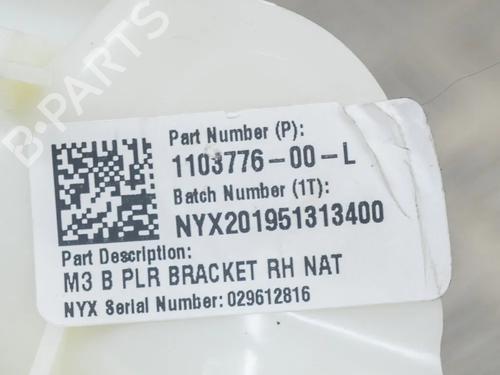 B-PARTS
Part Number (P):
1103776-00-L
Batch Number (1T):
NYX201951313400
Part Description:
M3 B PLR BRACKET RH NAT
NYX Serial Number: 029612816